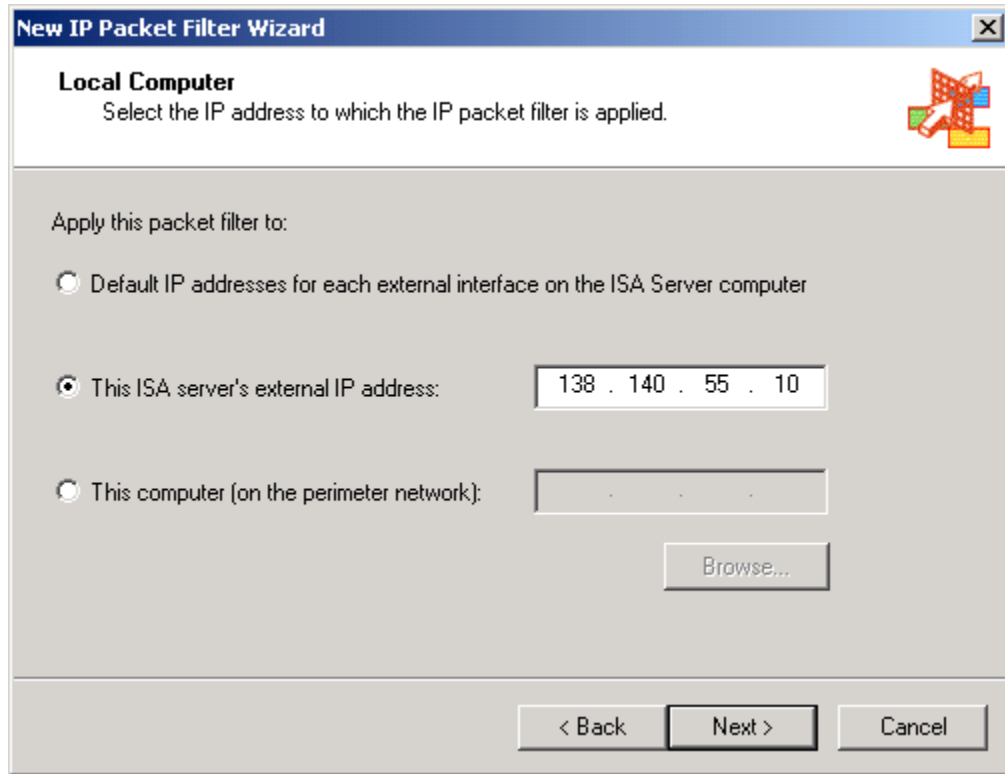 New IP Packet Filter Wizard
Local Computer
Select the IP address to which the IP packet filter is applied.
Apply this packet filter to:
Default IP addresses for each external interface on the ISA Server computer
This ISA server's external IP address: 138 . 140 . 55 . 10
This computer (on the perimeter network): . . .
Browse...
< Back Next > Cancel